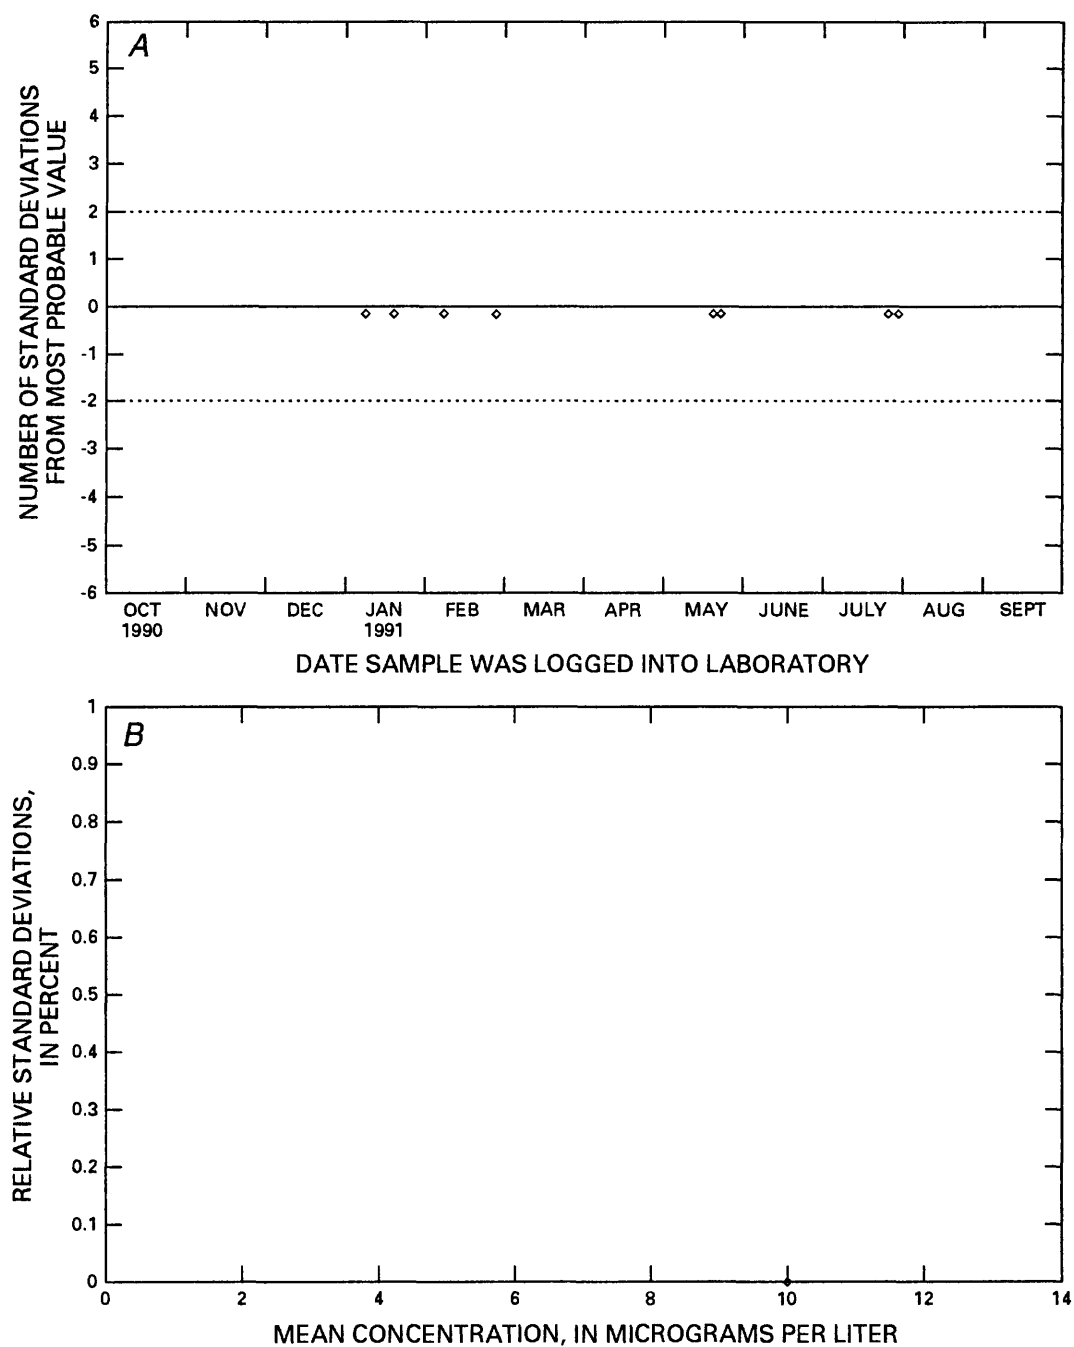 A
NUMBER OF STANDARD DEVIATIONS
FROM MOST PROBABLE VALUE
6
5
4
3
2
1
0
-1
-2
-3
-4
-5
-6
OCT NOV DEC JAN FEB MAR APR MAY JUNE JULY AUG SEPT
1990 1991
DATE SAMPLE WAS LOGGED INTO LABORATORY
B
RELATIVE STANDARD DEVIATIONS,
IN PERCENT
1
0.9
0.8
0.7
0.6
0.5
0.4
0.3
0.2
0.1
0
0 2 4 6 8 10 12 14
MEAN CONCENTRATION, IN MICROGRAMS PER LITER